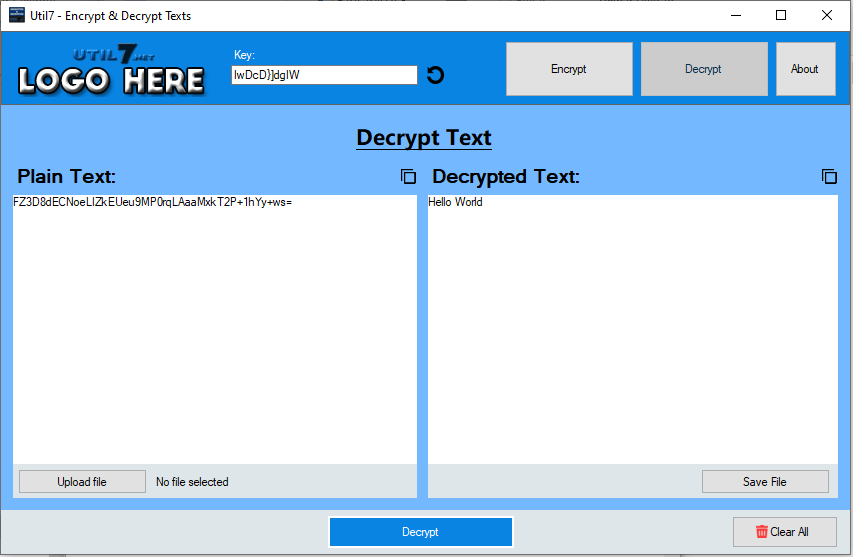 Util7 - Encrypt & Decrypt Texts
UTIL7.NET
LOGO HERE
Key:
IwDcD}]dgIW
Encrypt
Decrypt
About
Decrypt Text
Plain Text:
Decrypted Text:
FZ3D8dECNoeLIZkEUeu9MP0rqLAaaMxkT2P+1hYy+ws=
Hello World
Upload file
No file selected
Save File
Decrypt
Clear All